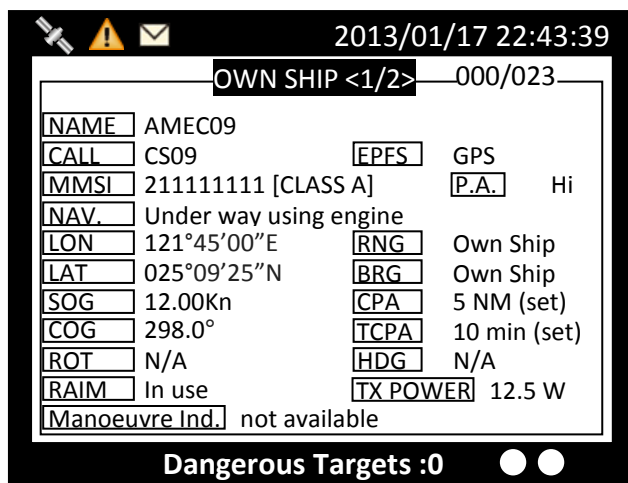 2013/01/17 22:43:39
OWN SHIP <1/2> 000/023
NAME AMEC09
CALL CS09 EPFS GPS
MMSI 211111111 [CLASS A] P.A. Hi
NAV. Under way using engine
LON 121°45’00”E RNG Own Ship
LAT 025°09’25”N BRG Own Ship
SOG 12.00Kn CPA 5 NM (set)
COG 298.0° TCPA 10 min (set)
ROT N/A HDG N/A
RAIM In use TX POWER 12.5 W
Manoeuvre Ind. not available
Dangerous Targets :0